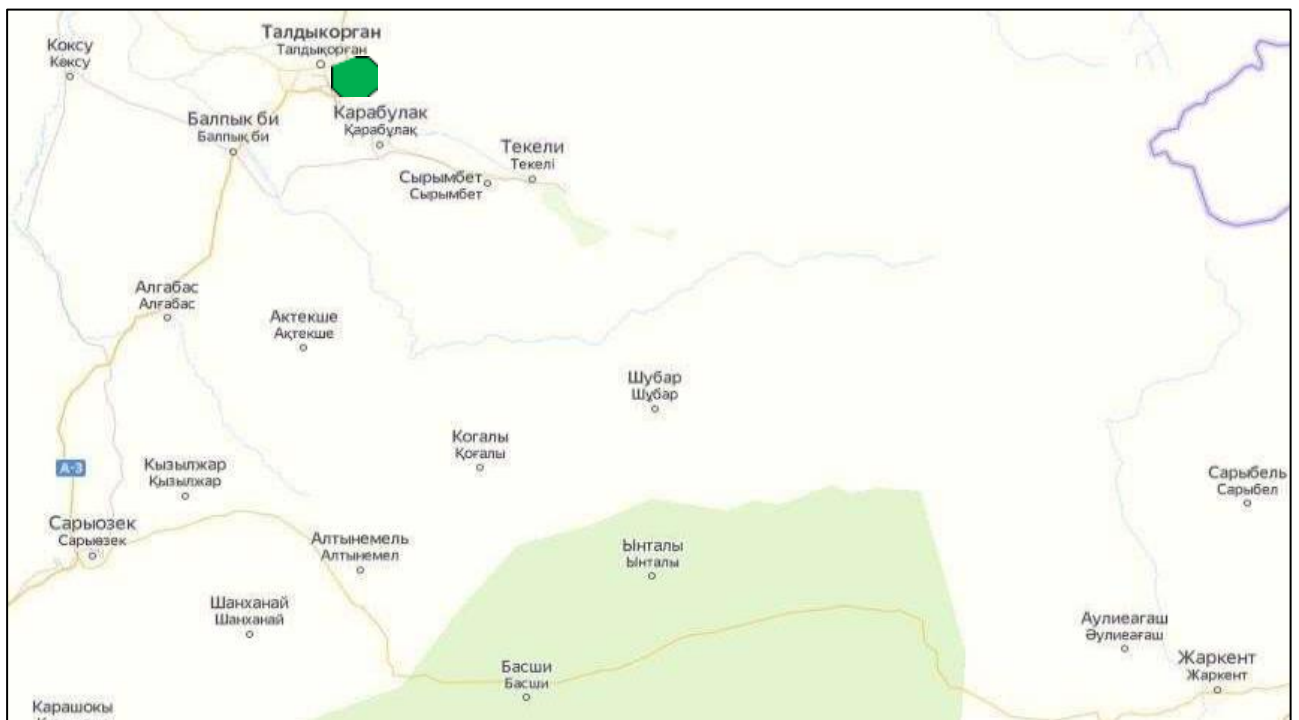 Талдыкорган
Талдықорған
Коксу
Көксу
Балпык би
Балпық би
Карабулак
Қарабұлақ
Текели
Текелі
Сырымбет
Сырымбет
Алгабас
Алғабас
Актекше
Ақтекше
Шубар
Шұбар
Когалы
Қоғалы
А-3
Кызылжар
Қызылжар
Сарыбель
Сарыбел
Сарыозек
Сарыөзек
Алтынемель
Алтынемел
Ынталы
Ынталы
Шанханай
Шанханай
Аулиеагаш
Әулиеағаш
Басши
Басши
Жаркент
Жаркент
Карашокы